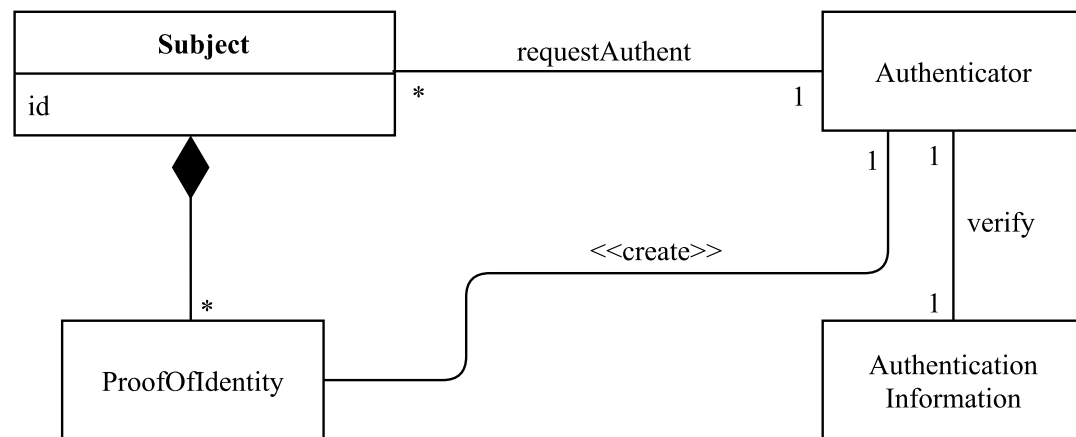 Subject
requestAuthent
Authenticator
id
*
1
1
1
verify
<<create>>
*
1
ProofOfIdentity
Authentication
Information